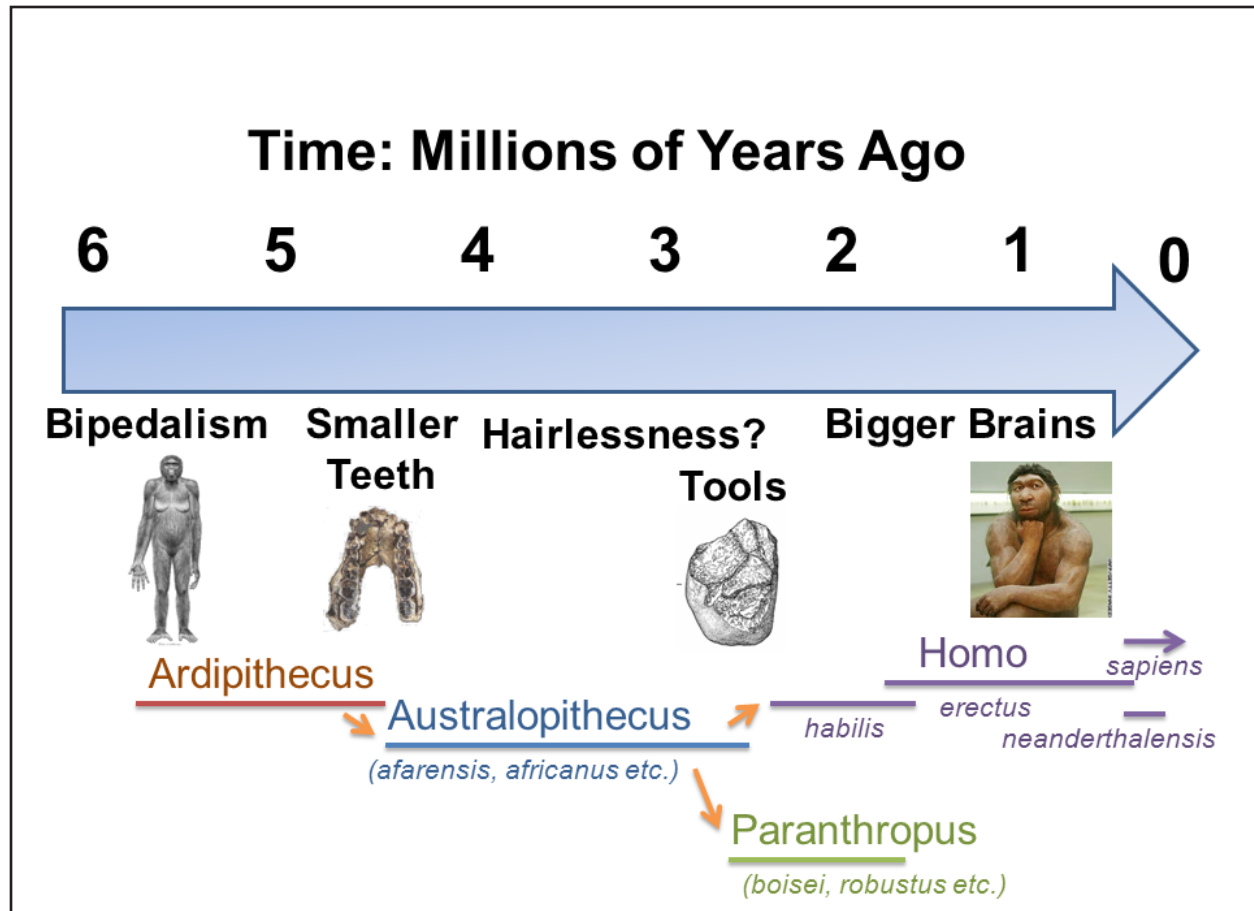 Time: Millions of Years Ago
6 5 4 3 2 1 0
Bipedalism
Smaller
Teeth
Hairlessness?
Tools
Bigger Brains
Ardipithecus
Australopithecus
(afarensis, africanus etc.)
habilis
Homo
erectus
sapiens
neanderthalensis
Paranthropus
(boisei, robustus etc.)